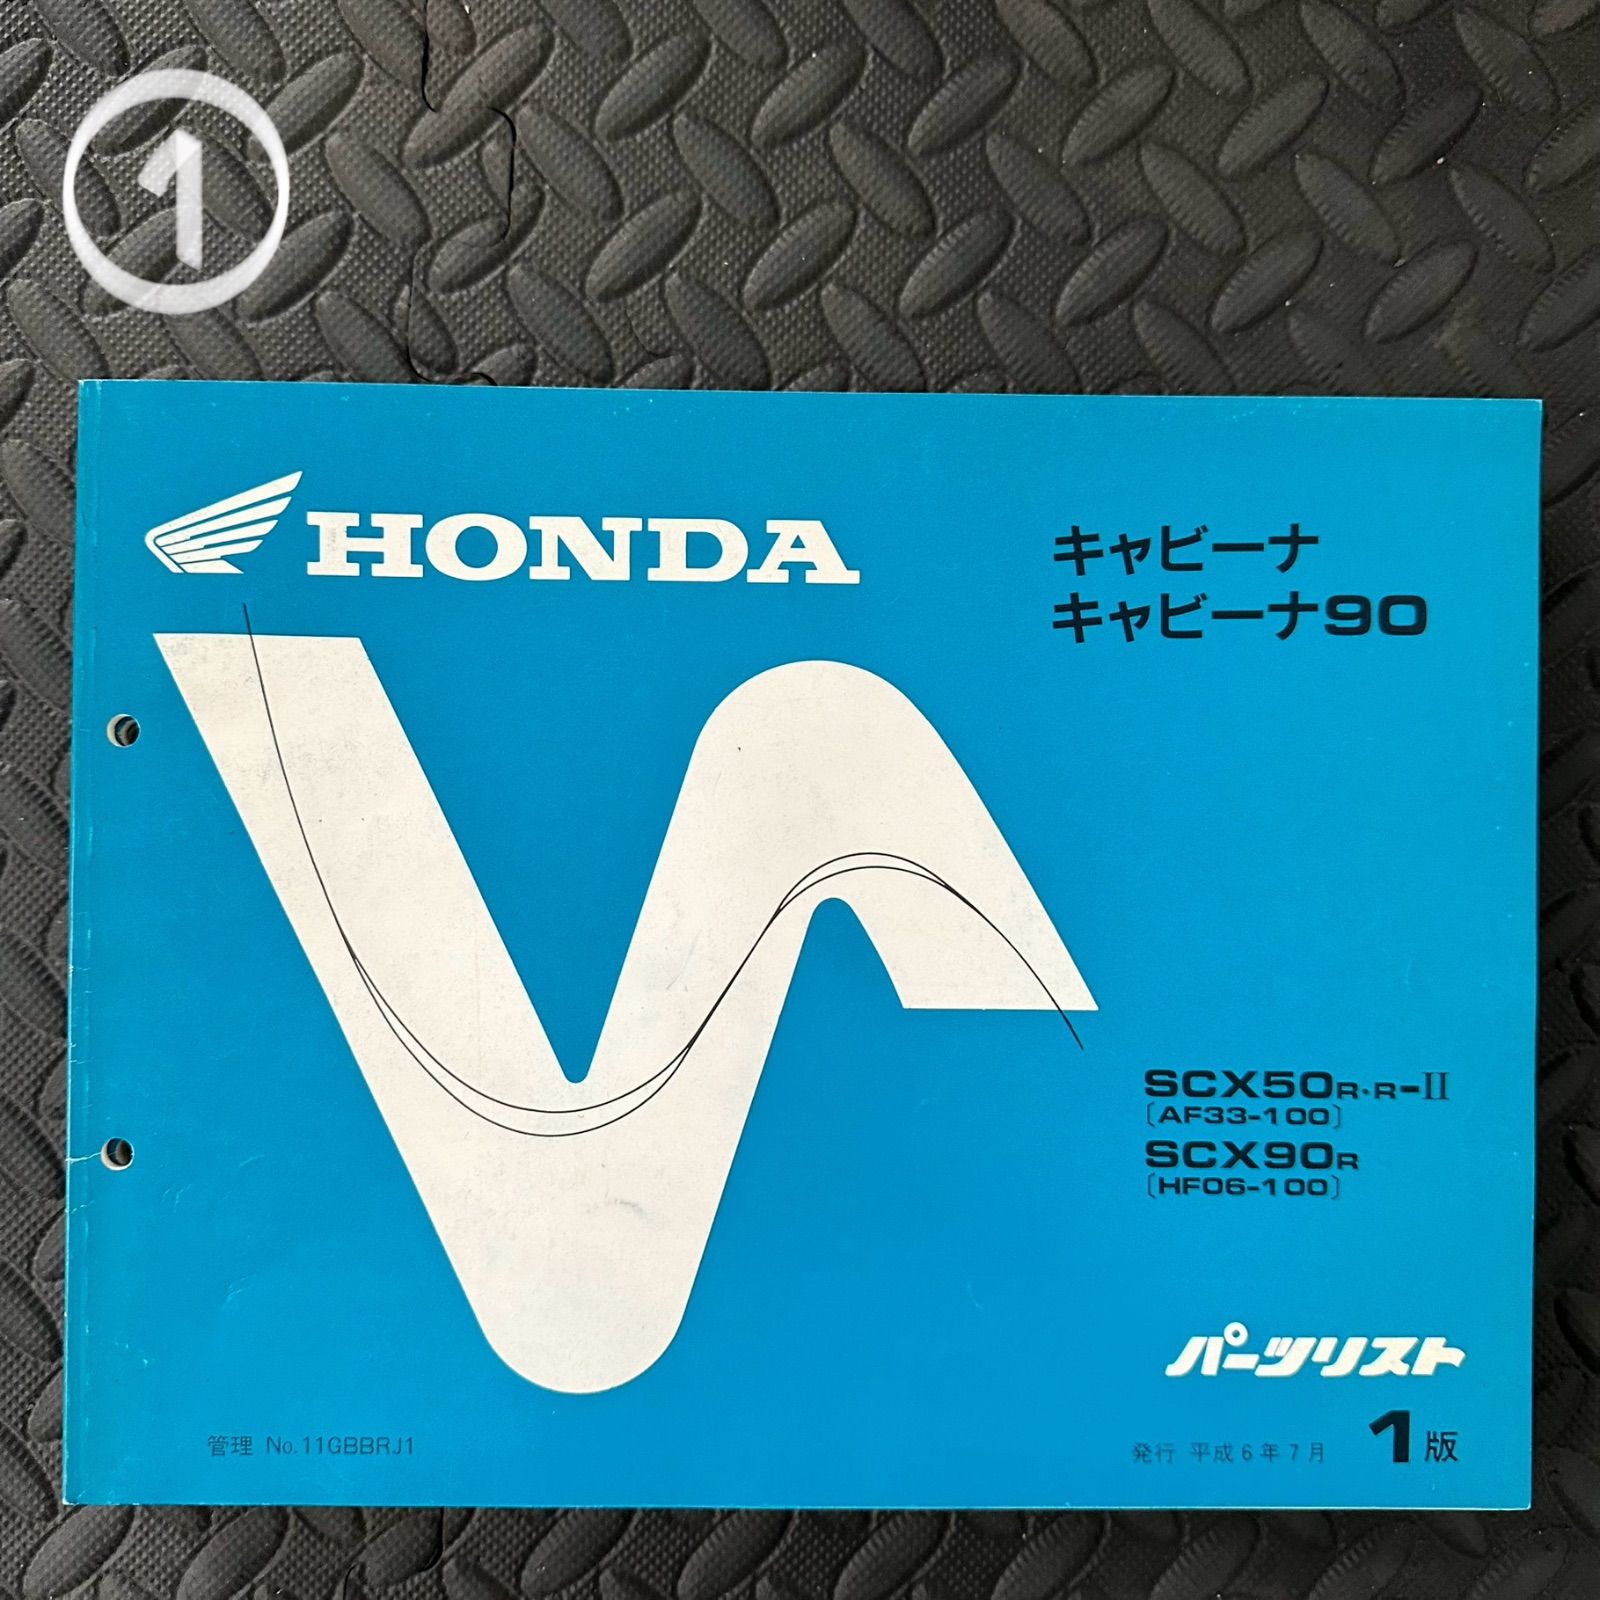 ①
HONDA
キャビーナ
キャビーナ90
SCX50R·R-II
〔AF33-100〕
SCX90R
〔HF06-100〕
パーツリスト
管理 No.11GBBRJ1
発行 平成6年7月 1版